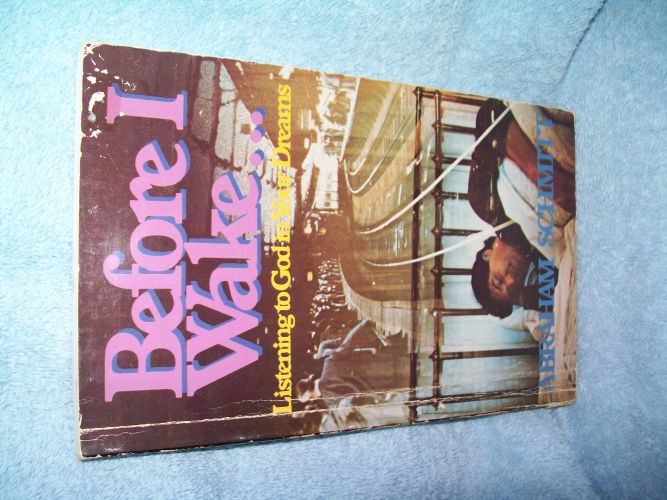 Before I
Wake...
Listening to God in Your Dreams
ABRAHAM SCHMITT